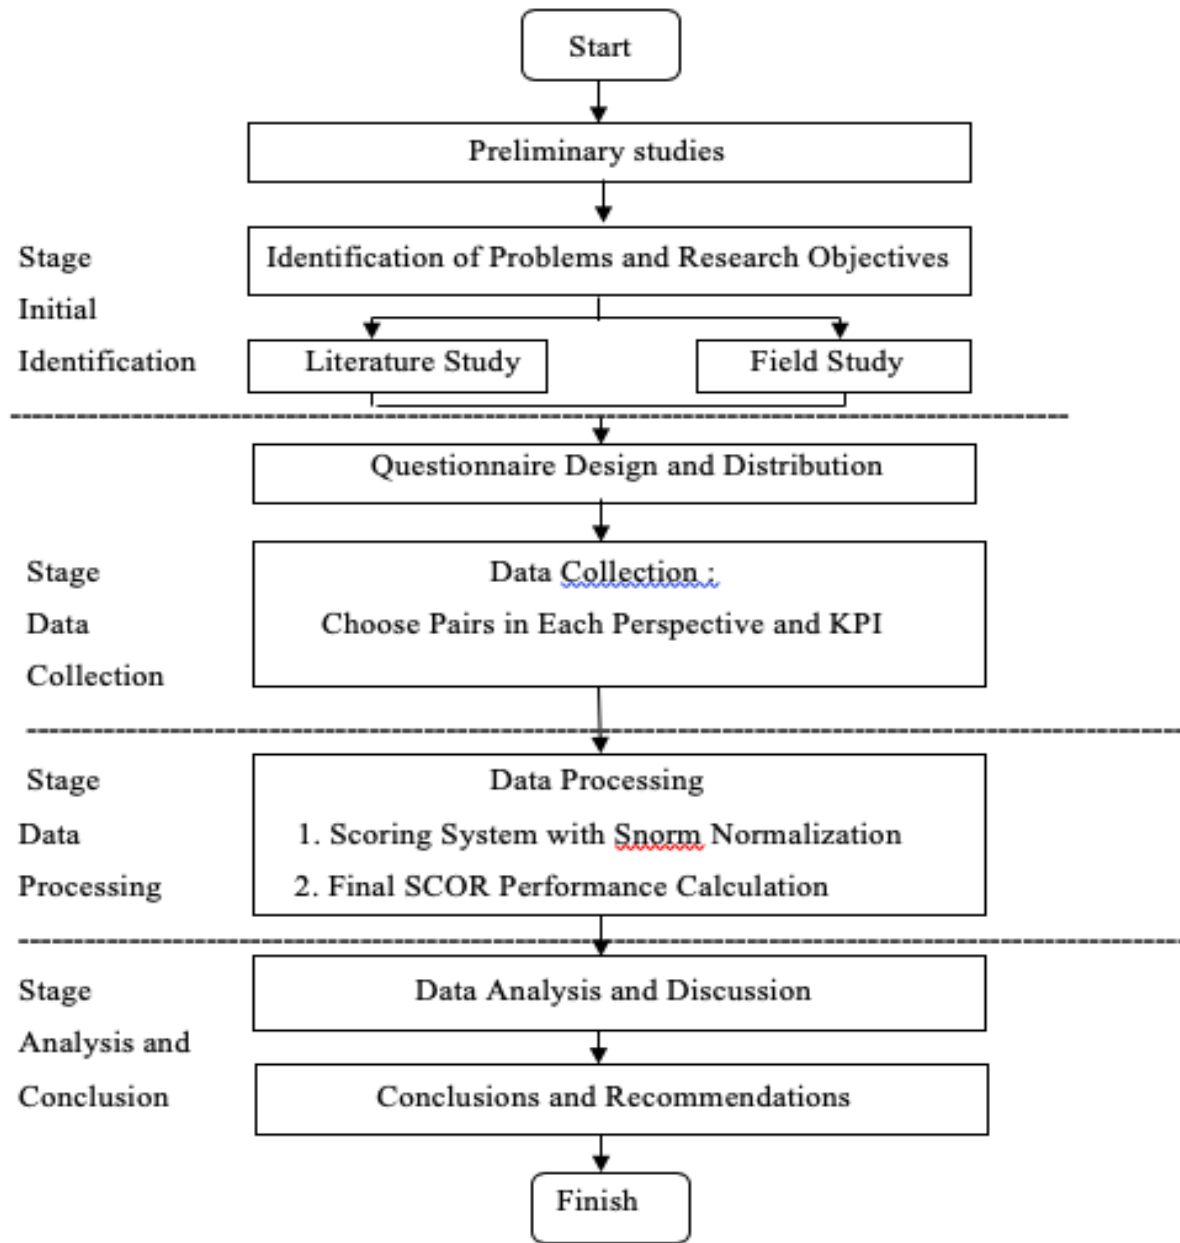 Start
Preliminary studies
Stage
Initial
Identification
Identification of Problems and Research Objectives
Literature Study
Field Study
Questionnaire Design and Distribution
Stage
Data
Collection
Data Collection :
Choose Pairs in Each Perspective and KPI
Stage
Data
Processing
Data Processing
1. Scoring System with Snorm Normalization
2. Final SCOR Performance Calculation
Stage
Analysis and
Conclusion
Data Analysis and Discussion
Conclusions and Recommendations
Finish